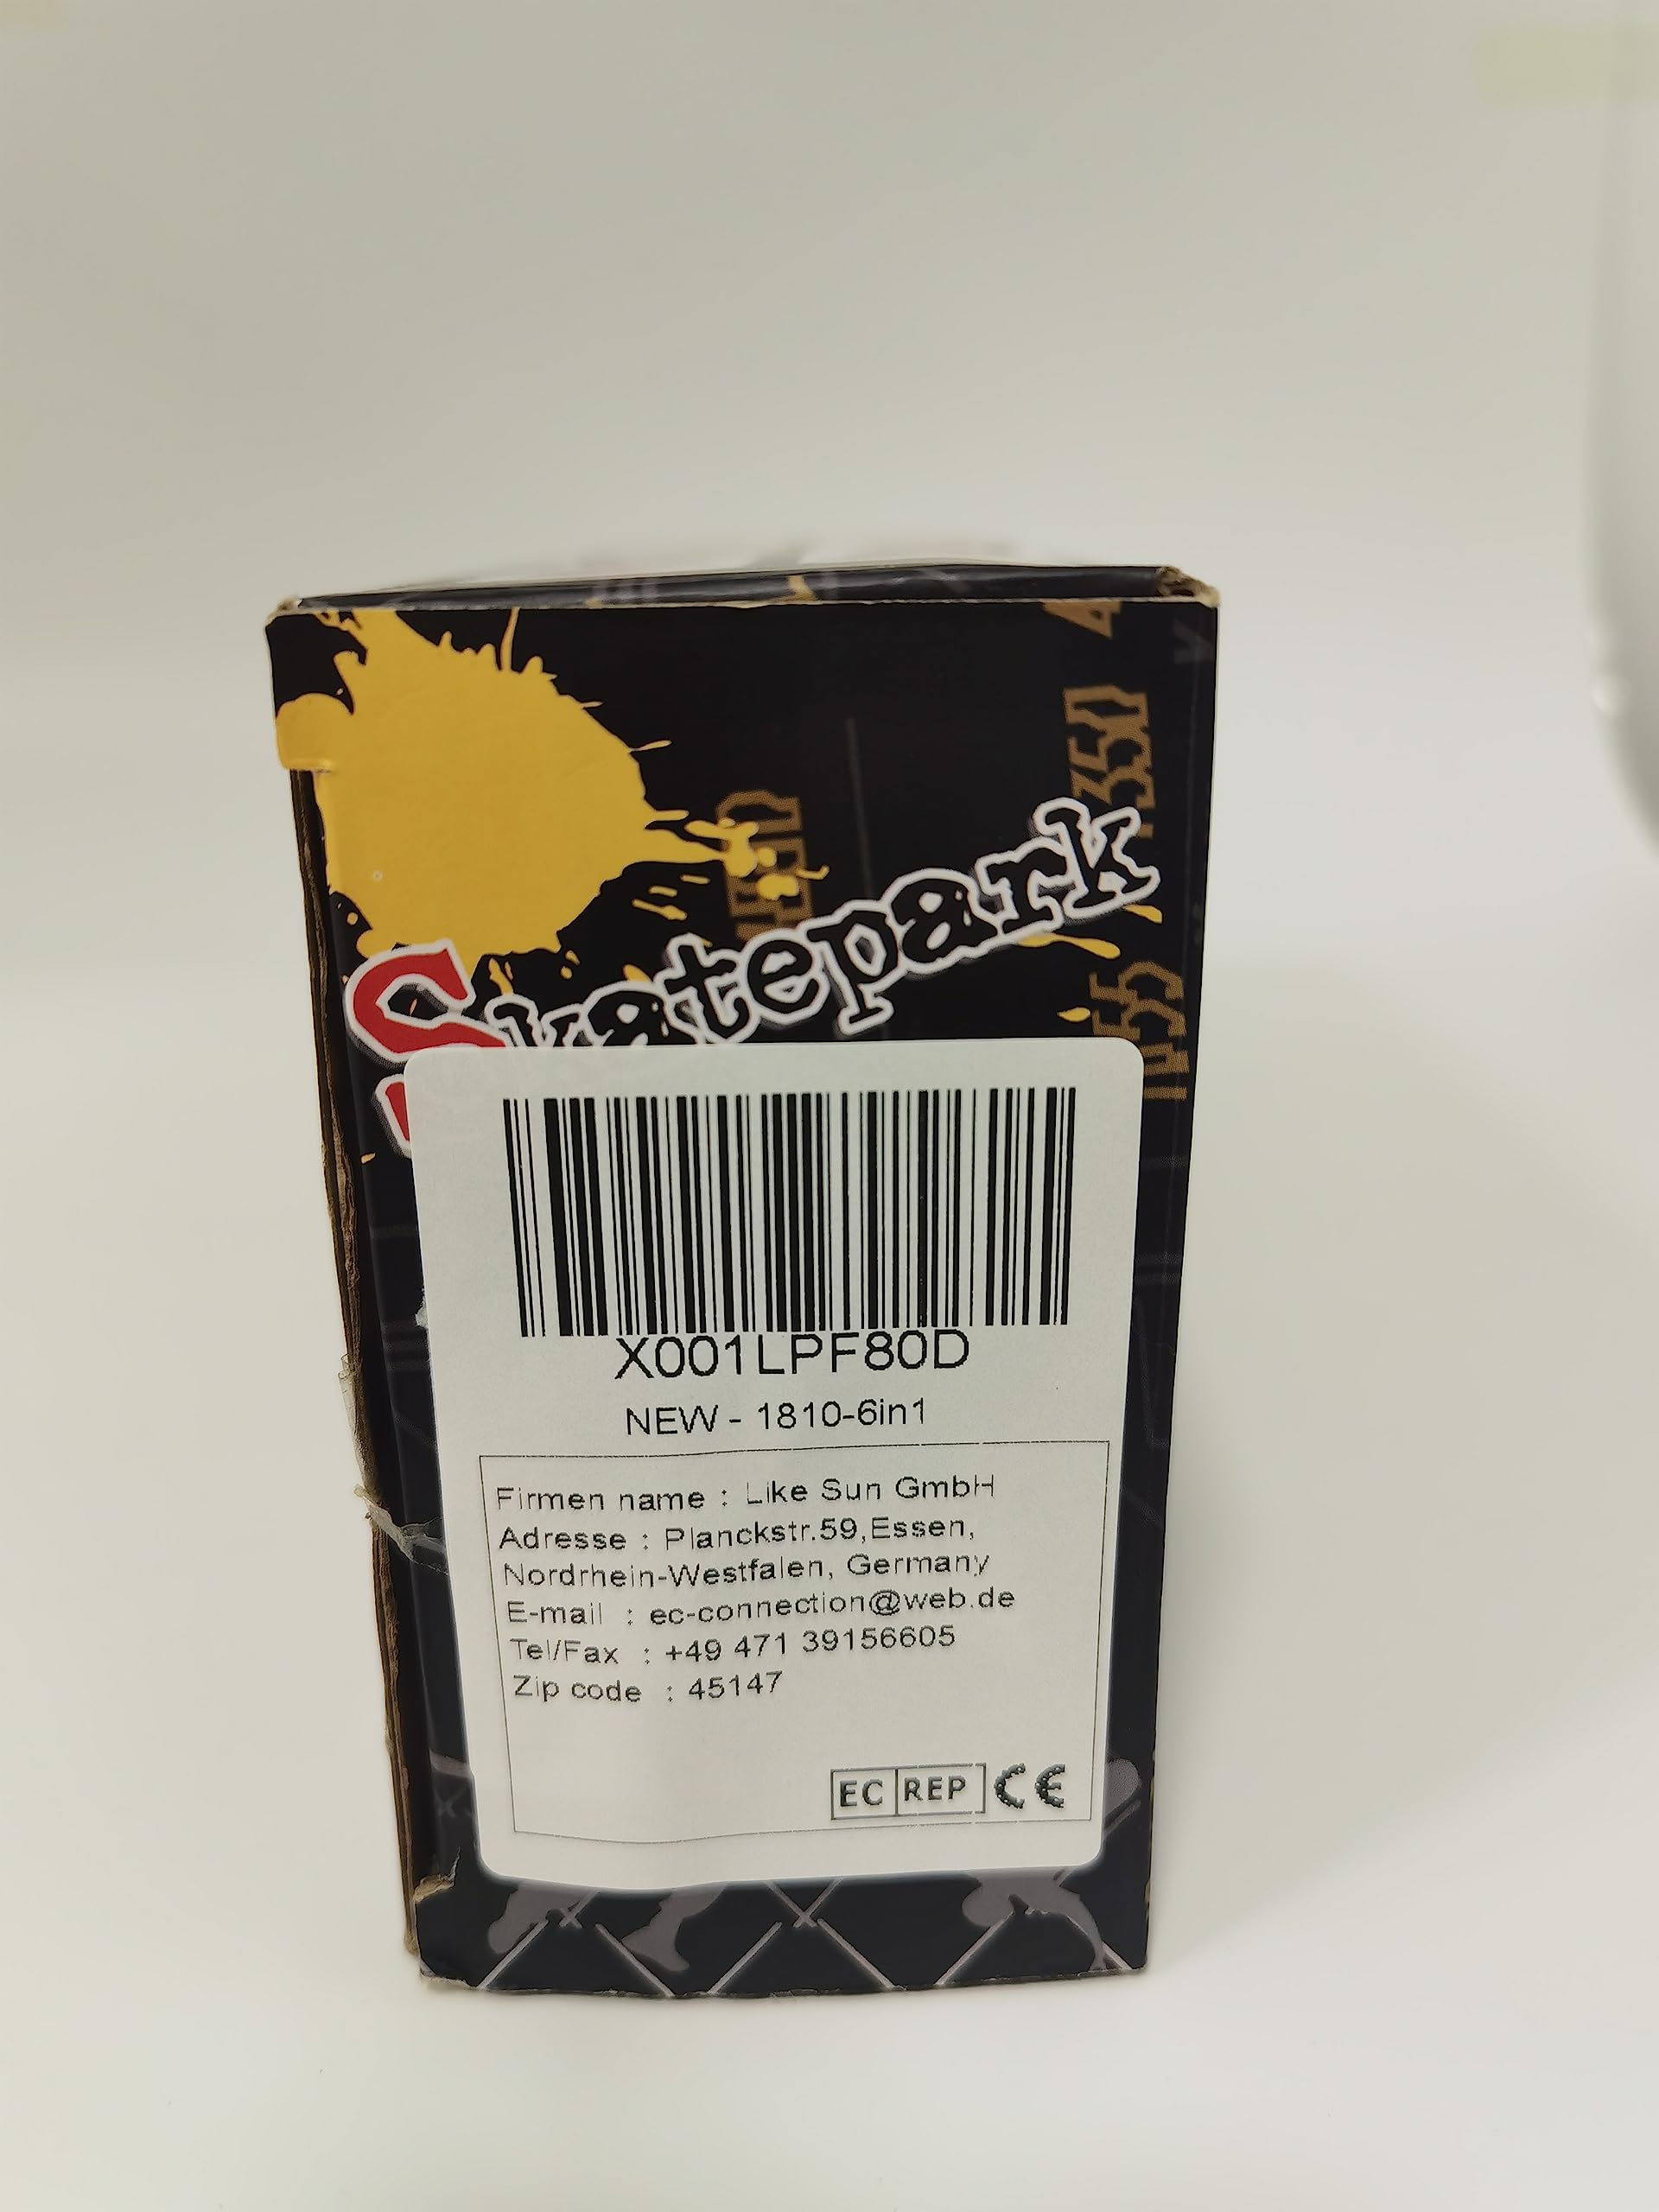 Skatepark
X001LPF80D
NEW - 1810-6in1
Firmen name : Like Sun GmbH
Adresse : Planckstr.59,Essen,
Nordrhein-Westfalen, Germany
E-mail : ec-connection@web.de
Tel/Fax : +49 471 39156605
Zip code : 45147
EC REP CE